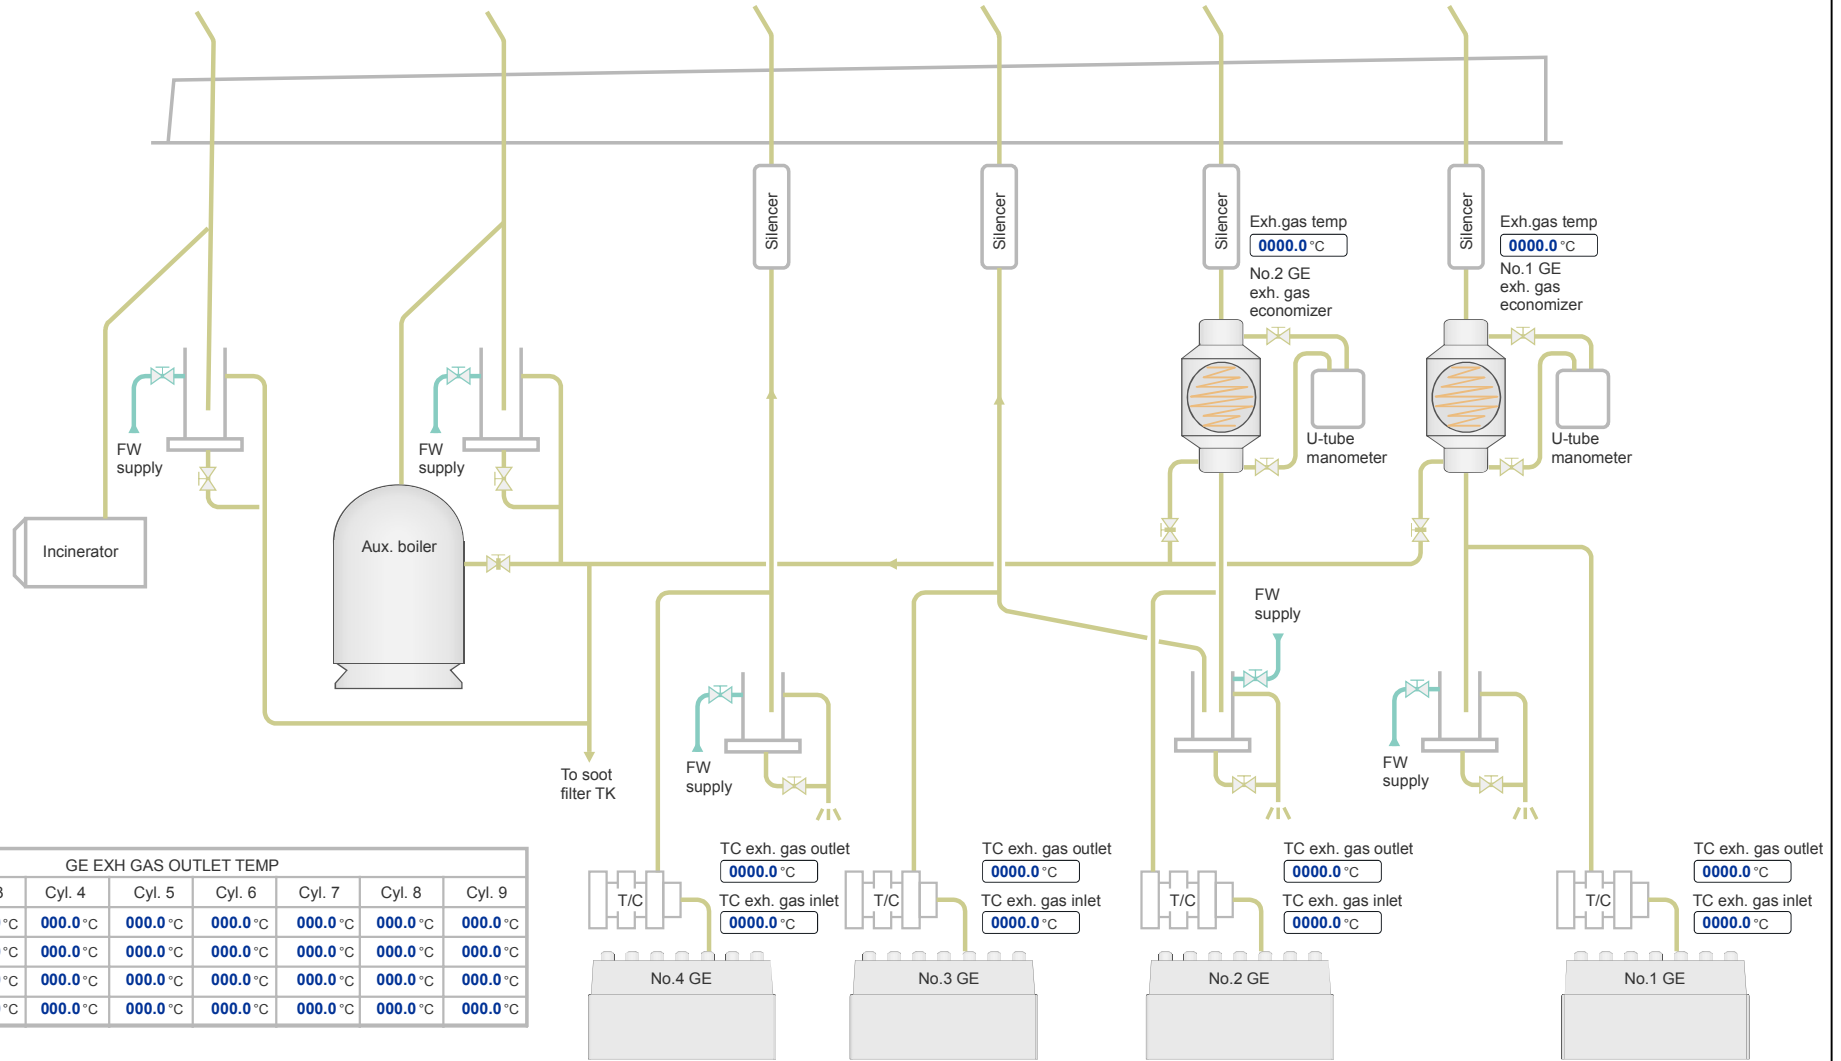 Silencer
Silencer
Silencer
Silencer
Exh.gas temp
0000.0 °C
No.2 GE
exh. gas
economizer
Exh.gas temp
0000.0 °C
No.1 GE
exh. gas
economizer
U-tube
manometer
U-tube
manometer
FW
supply
FW
supply
Incinerator
Aux. boiler
FW
supply
FW
supply
FW
supply
To soot
filter TK
TC exh. gas outlet
0000.0 °C
TC exh. gas inlet
0000.0 °C
TC exh. gas outlet
0000.0 °C
TC exh. gas inlet
0000.0 °C
TC exh. gas outlet
0000.0 °C
TC exh. gas inlet
0000.0 °C
TC exh. gas outlet
0000.0 °C
TC exh. gas inlet
0000.0 °C
T/C
T/C
T/C
T/C
No.4 GE
No.3 GE
No.2 GE
No.1 GE
GE EXH GAS OUTLET TEMP
3 Cyl. 4 Cyl. 5 Cyl. 6 Cyl. 7 Cyl. 8 Cyl. 9
°C 000.0 °C 000.0 °C 000.0 °C 000.0 °C 000.0 °C 000.0 °C
°C 000.0 °C 000.0 °C 000.0 °C 000.0 °C 000.0 °C 000.0 °C
°C 000.0 °C 000.0 °C 000.0 °C 000.0 °C 000.0 °C 000.0 °C
°C 000.0 °C 000.0 °C 000.0 °C 000.0 °C 000.0 °C 000.0 °C